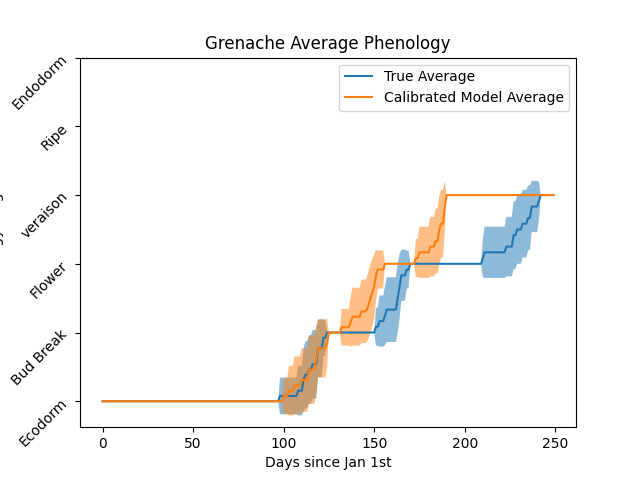 Grenache Average Phenology
True Average
Calibrated Model Average
Endodorm
Ripe
veraison
Flower
Bud Break
Ecodorm
0 50 100 150 200 250
Days since Jan 1st